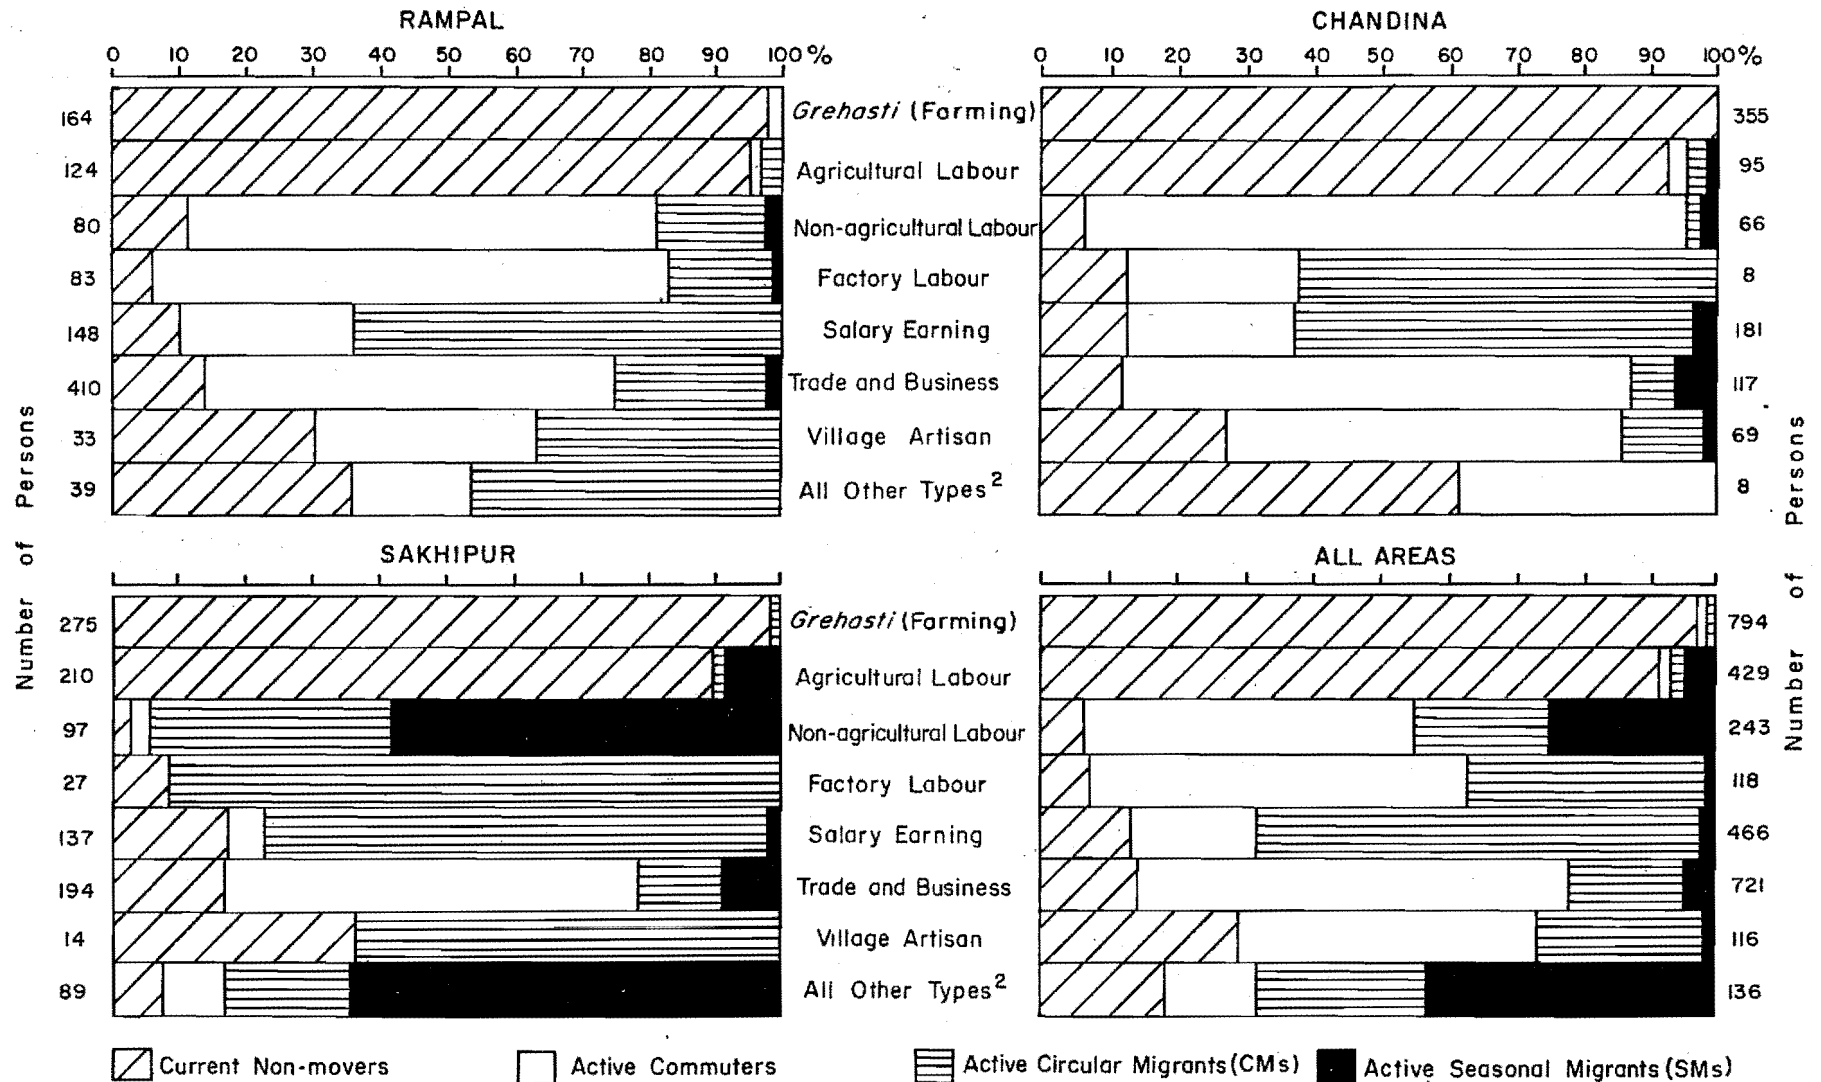 RAMPAL
0 10 20 30 40 50 60 70 80 90 100 %
164 Grehasti (Farming)
124 Agricultural Labour
80 Non-agricultural Labour
83 Factory Labour
148 Salary Earning
410 Trade and Business
33 Village Artisan
39 All Other Types2
CHANDINA
0 10 20 30 40 50 60 70 80 90 100 %
355
95
66
8
181
117
69
8
SAKHIPUR
275 Grehasti (Farming)
210 Agricultural Labour
97 Non-agricultural Labour
27 Factory Labour
137 Salary Earning
194 Trade and Business
14 Village Artisan
89 All Other Types2
ALL AREAS
794
429
243
118
466
721
116
136
Number of Persons
Number of Persons
Current Non-movers
Active Commuters
Active Circular Migrants (CMs)
Active Seasonal Migrants (SMs)